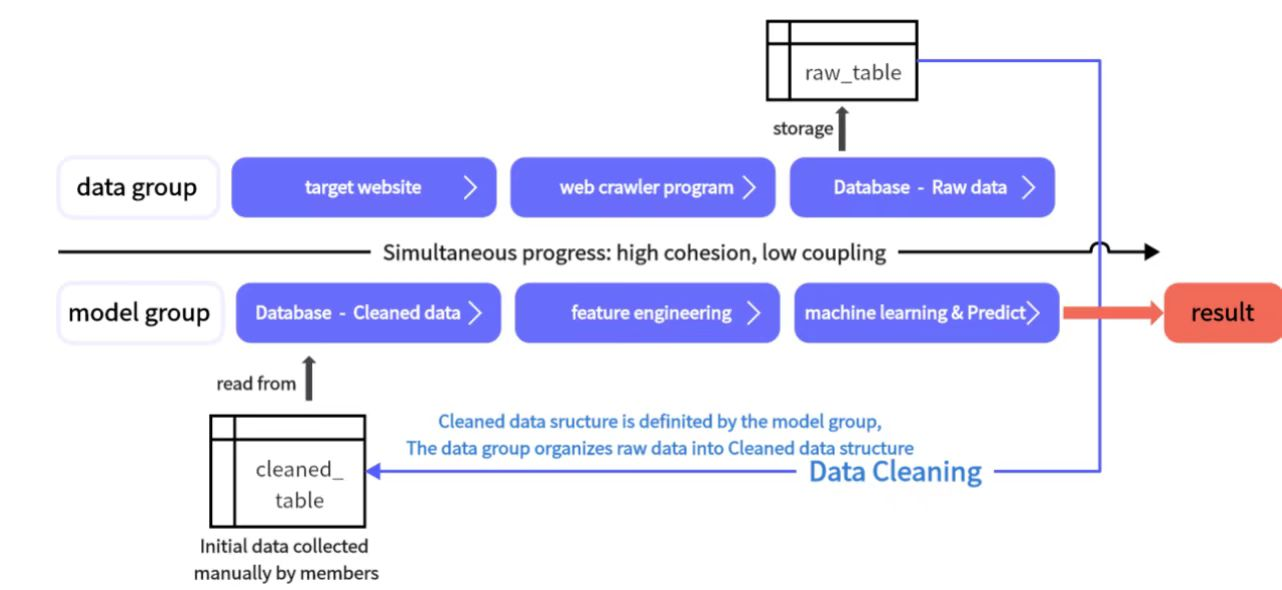 raw_table
storage
data group
target website
web crawler program
Database - Raw data
Simultaneous progress: high cohesion, low coupling
model group
Database - Cleaned data
feature engineering
machine learning & Predict
result
read from
Cleaned data sructure is definited by the model group,
The data group organizes raw data into Cleaned data structure
Data Cleaning
cleaned_
table
Initial data collected
manually by members